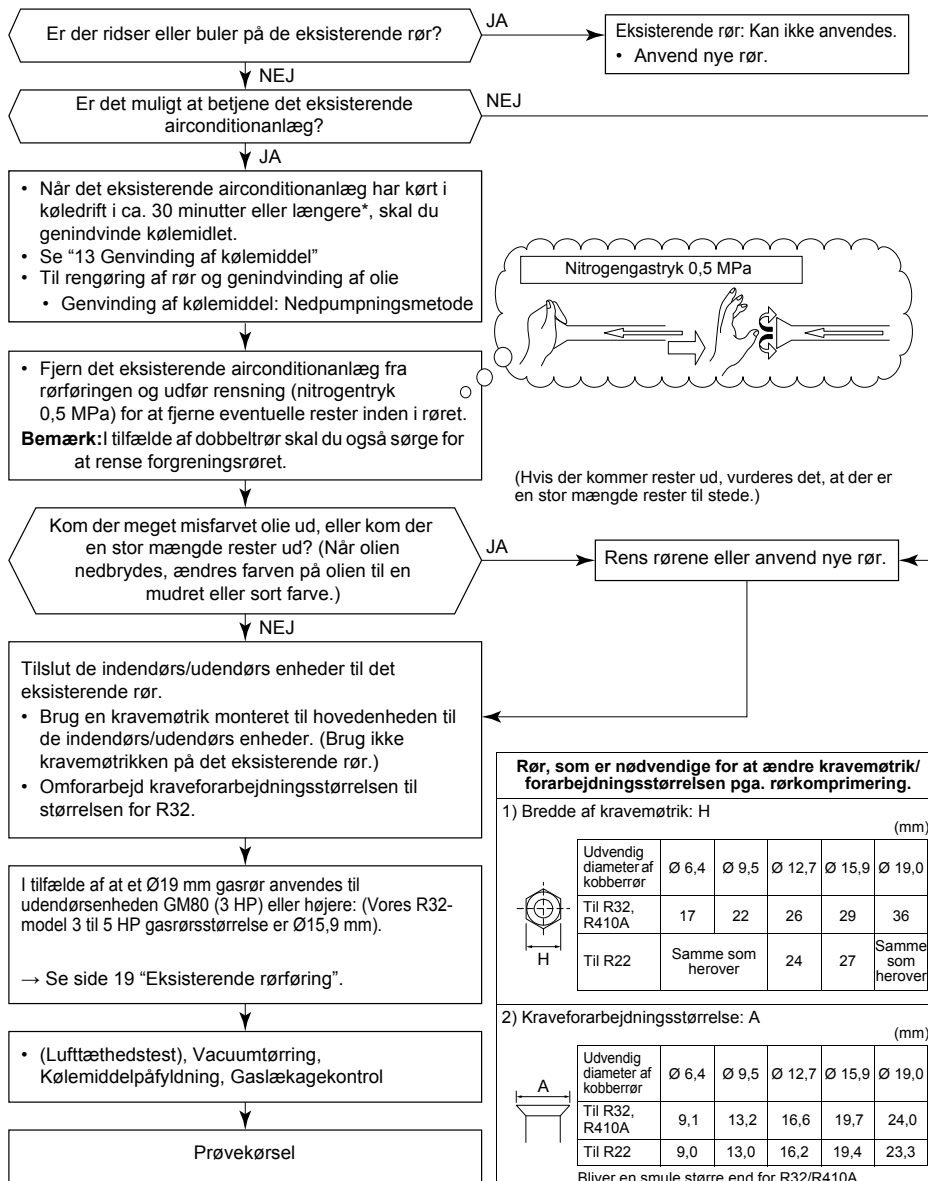 Er der ridser eller buler på de eksisterende rør?
JA
Eksisterende rør: Kan ikke anvendes.
• Anvend nye rør.
NEJ
Er det muligt at betjene det eksisterende
airconditionanlæg?
NEJ
JA
• Når det eksisterende airconditionanlæg har kørt i
køledrift i ca. 30 minutter eller længere*, skal du
genindvinde kølemidlet.
• Se “13 Genvinding af kølemiddel”
• Til rengøring af rør og genindvinding af olie
• Genvinding af kølemiddel: Nedpumpningsmetode
Nitrogengastryk 0,5 MPa
• Fjern det eksisterende airconditionanlæg fra
rørføringen og udfør rensning (nitrogentryk
0,5 MPa) for at fjerne eventuelle rester inden i røret.
Bemærk:I tilfælde af dobbeltrør skal du også sørge for
at rense forgreningsrøret.
(Hvis der kommer rester ud, vurderes det, at der er
en stor mængde rester til stede.)
Kom der meget misfarvet olie ud, eller kom der
en stor mængde rester ud? (Når olien
nedbrydes, ændres farven på olien til en
mudret eller sort farve.)
JA
Rens rørene eller anvend nye rør.
NEJ
Tilslut de indendørs/udendørs enheder til det
eksisterende rør.
• Brug en kravemøtrik monteret til hovedenheden til
de indendørs/udendørs enheder. (Brug ikke
kravemøtrikken på det eksisterende rør.)
• Omforarbejd kraveforarbejdningsstørrelsen til
størrelsen for R32.
I tilfælde af at et Ø19 mm gasrør anvendes til
udendørsenheden GM80 (3 HP) eller højere: (Vores R32-
model 3 til 5 HP gasrørsstørrelse er Ø15,9 mm).
→ Se side 19 “Eksisterende rørføring”.
• (Lufttæthedstest), Vacuumtørring,
Kølemiddelpåfyldning, Gaslækagekontrol
Prøvekørsel
Rør, som er nødvendige for at ændre kravemøtrik/
forarbejdningsstørrelsen pga. rørkomprimering.
1) Bredde af kravemøtrik: H
(mm)
Udvendig
diameter af
kobberrør
Ø 6,4 Ø 9,5 Ø 12,7 Ø 15,9 Ø 19,0
Til R32,
R410A
17 22 26 29 36
Til R22
Samme som
herover
24 27
Samme
som
herover
H
2) Kraveforarbejdningsstørrelse: A
(mm)
Udvendig
diameter af
kobberrør
Ø 6,4 Ø 9,5 Ø 12,7 Ø 15,9 Ø 19,0
Til R32,
R410A
9,1 13,2 16,6 19,7 24,0
Til R22 9,0 13,0 16,2 19,4 23,3
A
Bliver en smule større end for R32/R410A